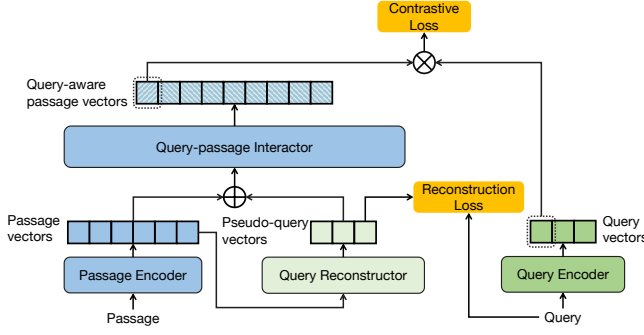 Contrastive
Loss
Query-aware
passage vectors
Query-passage Interactor
Reconstruction
Loss
Passage
vectors
Pseudo-query
vectors
Query
vectors
Passage Encoder
Query Reconstructor
Query Encoder
Passage
Query